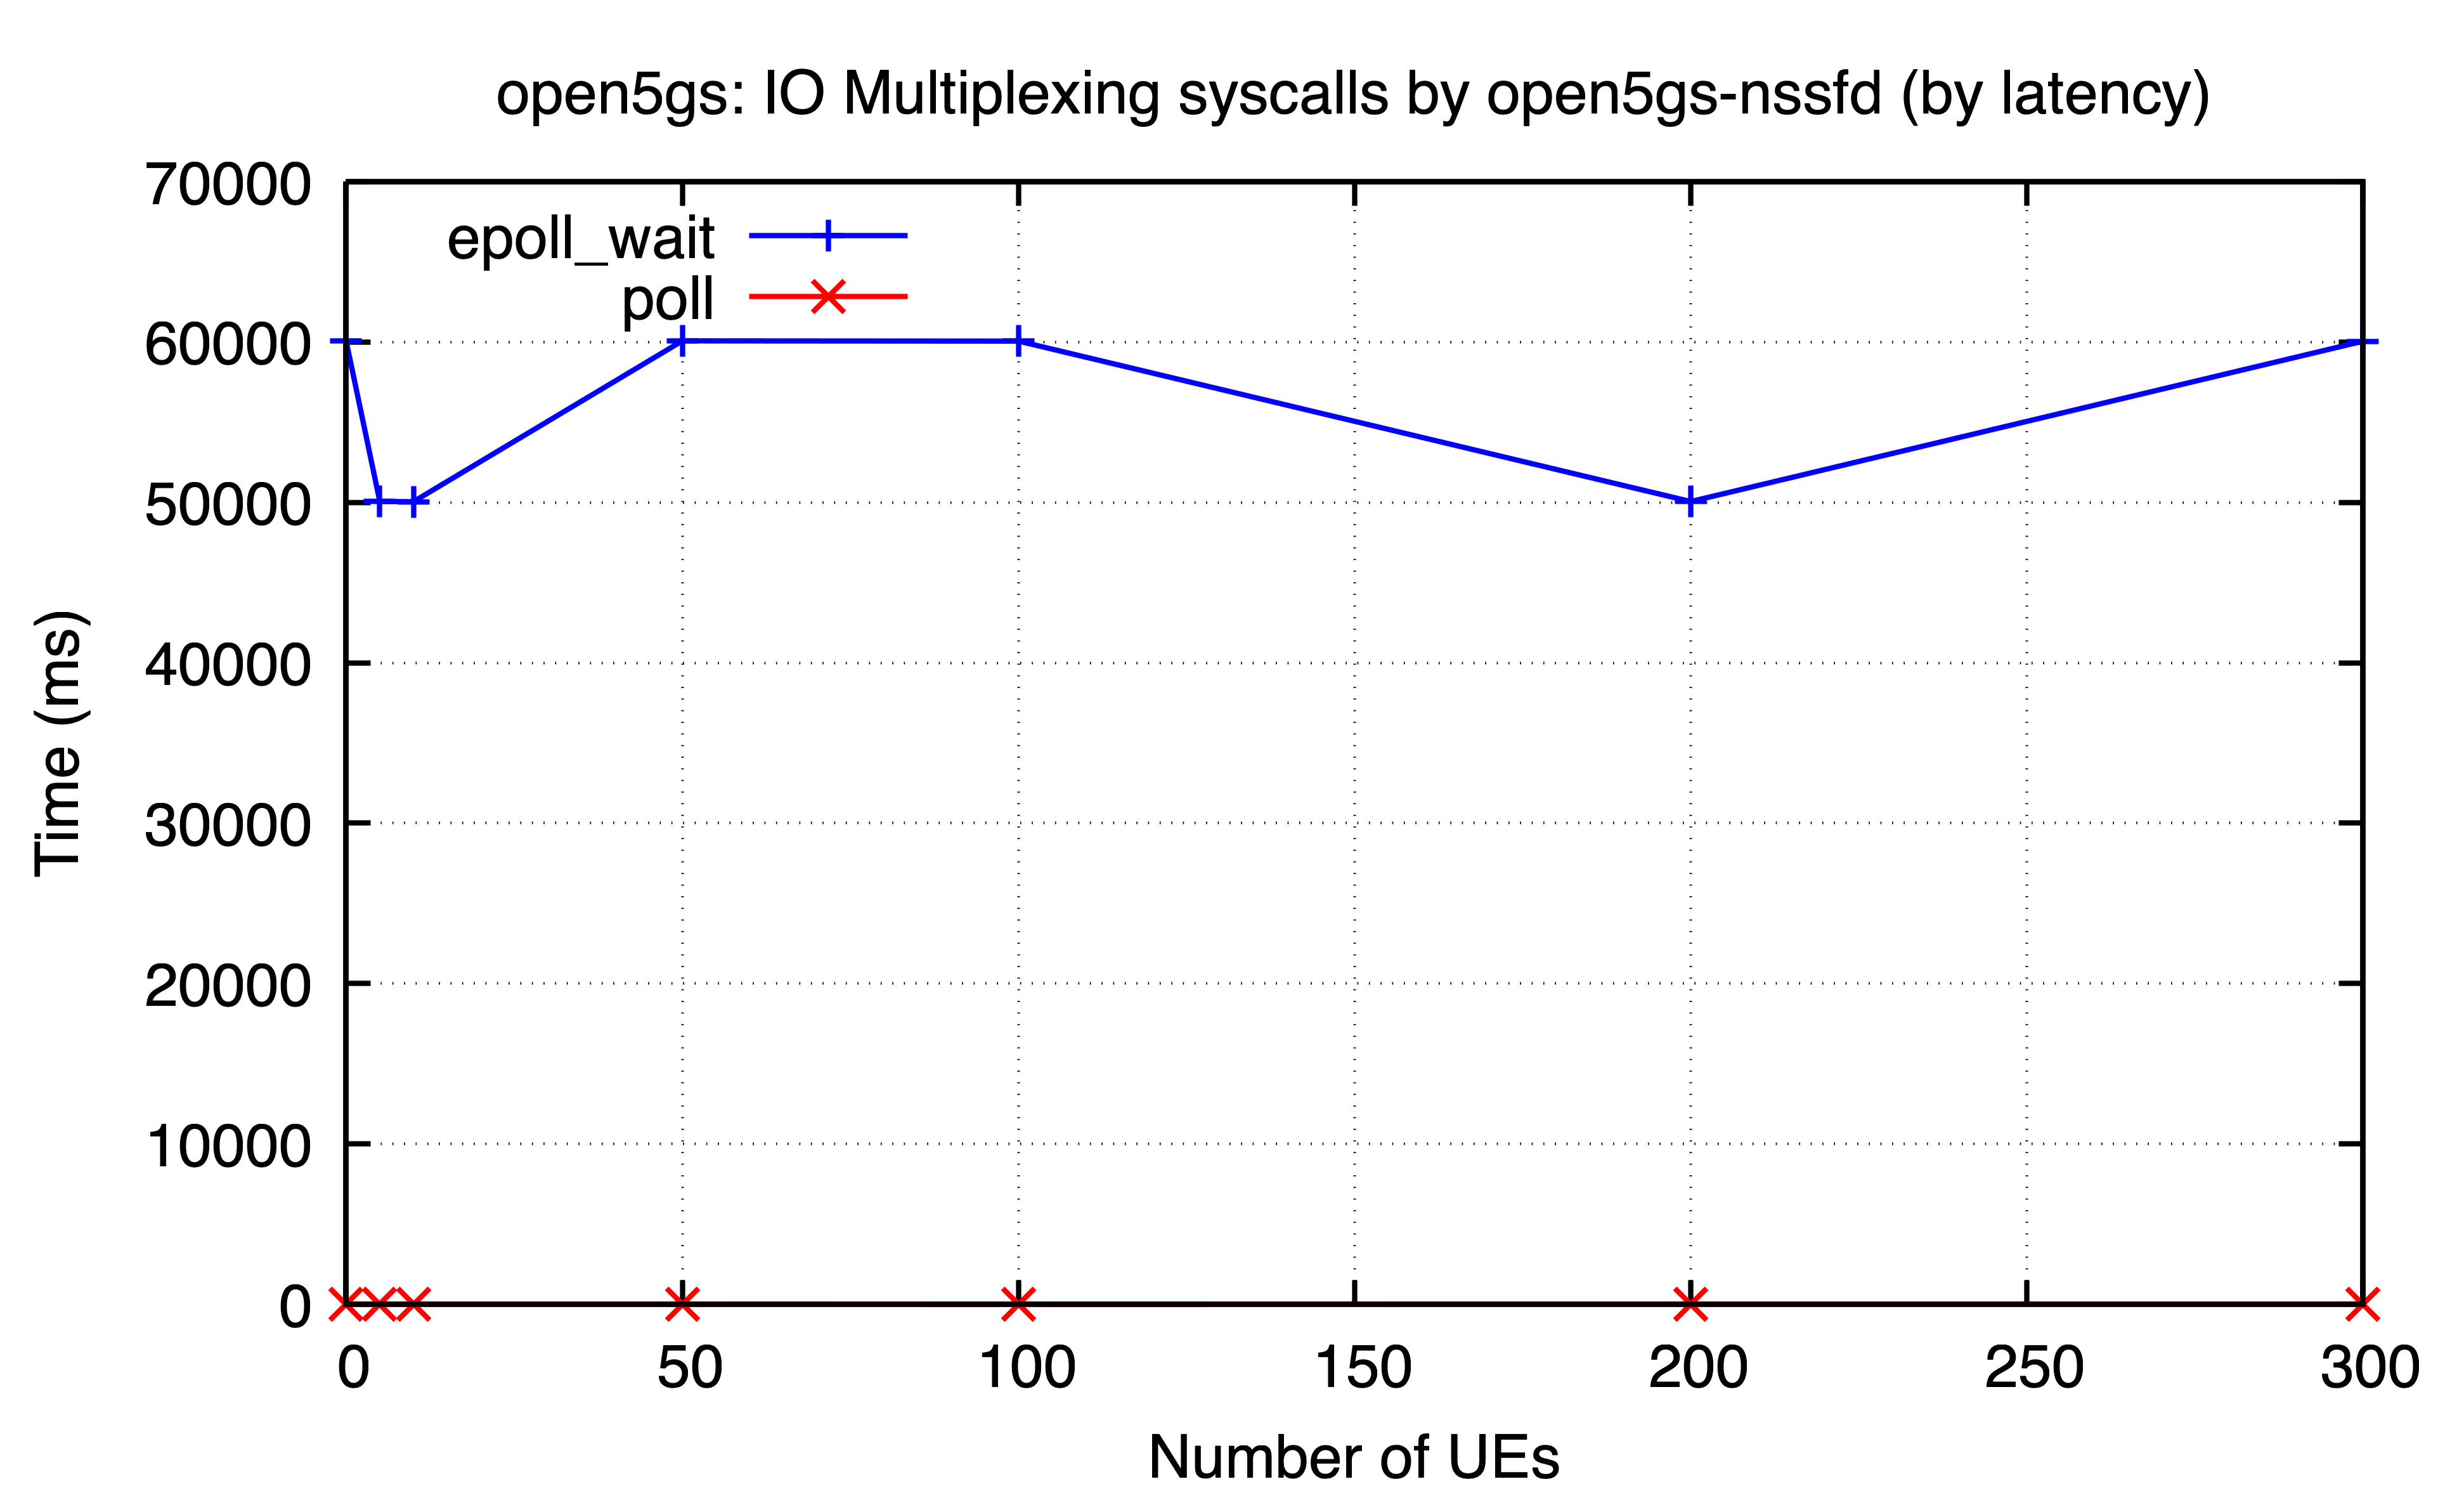 open5gs: IO Multiplexing syscalls by open5gs-nssfd (by latency)
70000
epoll_wait
poll
60000
50000
40000
30000
20000
10000
0
Time (ms)
0 50 100 150 200 250 300
Number of UEs